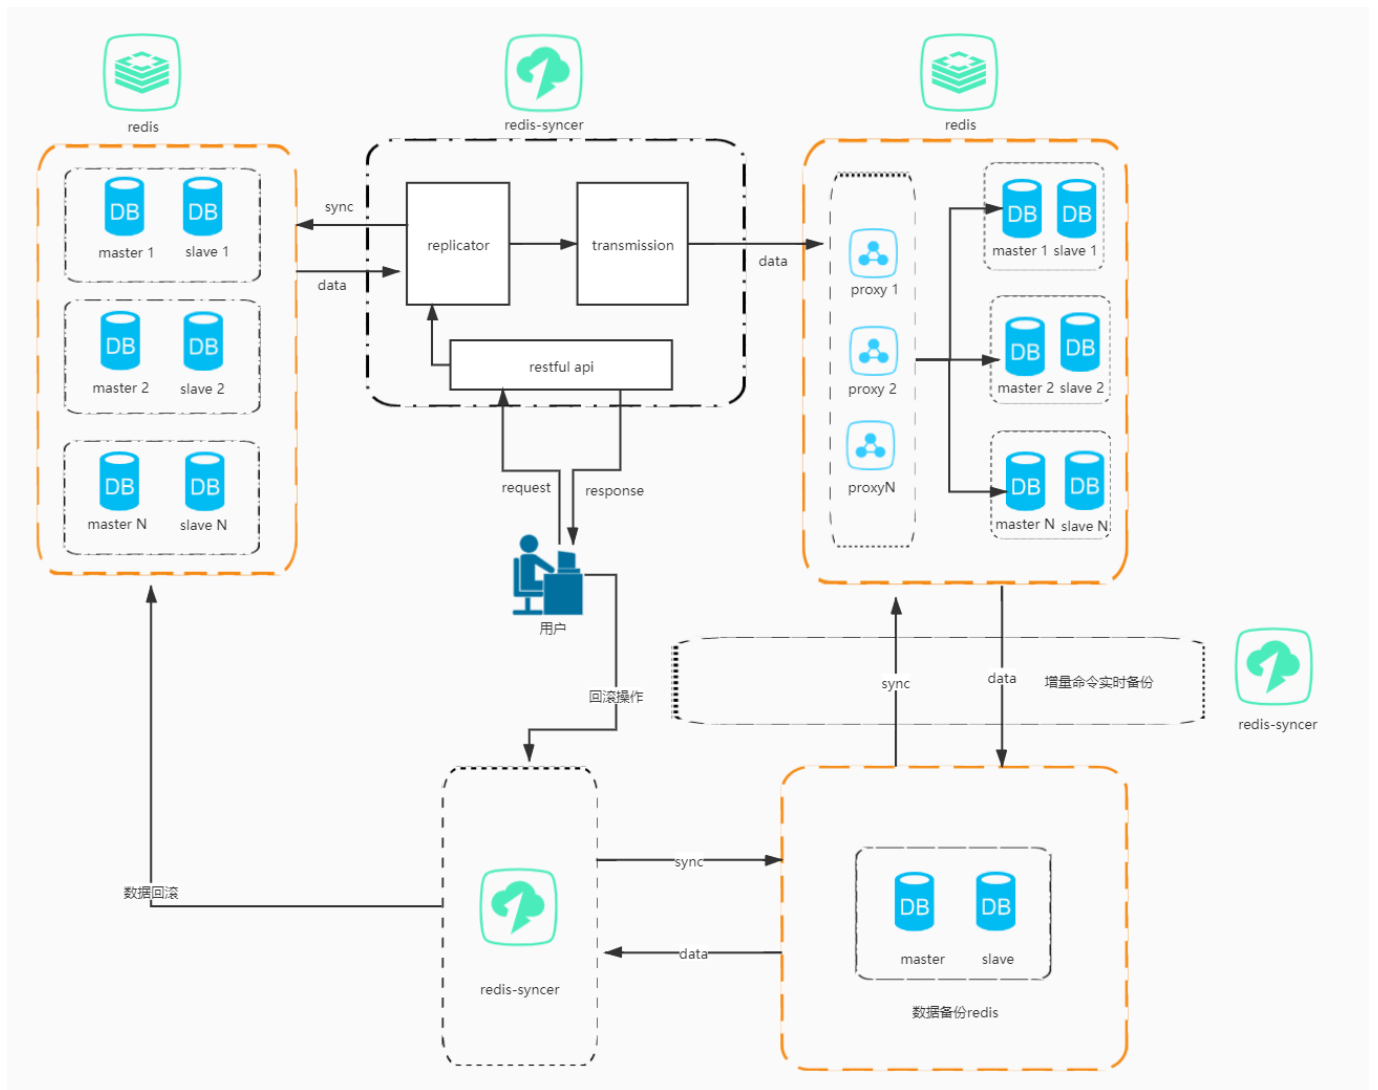 redis
redis-syncer
redis
DB
DB
master 1
slave 1
DB
DB
master 2
slave 2
DB
DB
master N
slave N
sync
data
replicator
transmission
restful api
data
proxy 1
proxy 2
proxyN
DB
DB
master 1
slave 1
DB
DB
master 2
slave 2
DB
DB
master N
slave N
request
response
用户
回滚操作
sync
data
增量命令实时备份
redis-syncer
数据回滚
redis-syncer
sync
data
DB
DB
master
slave
数据备份redis